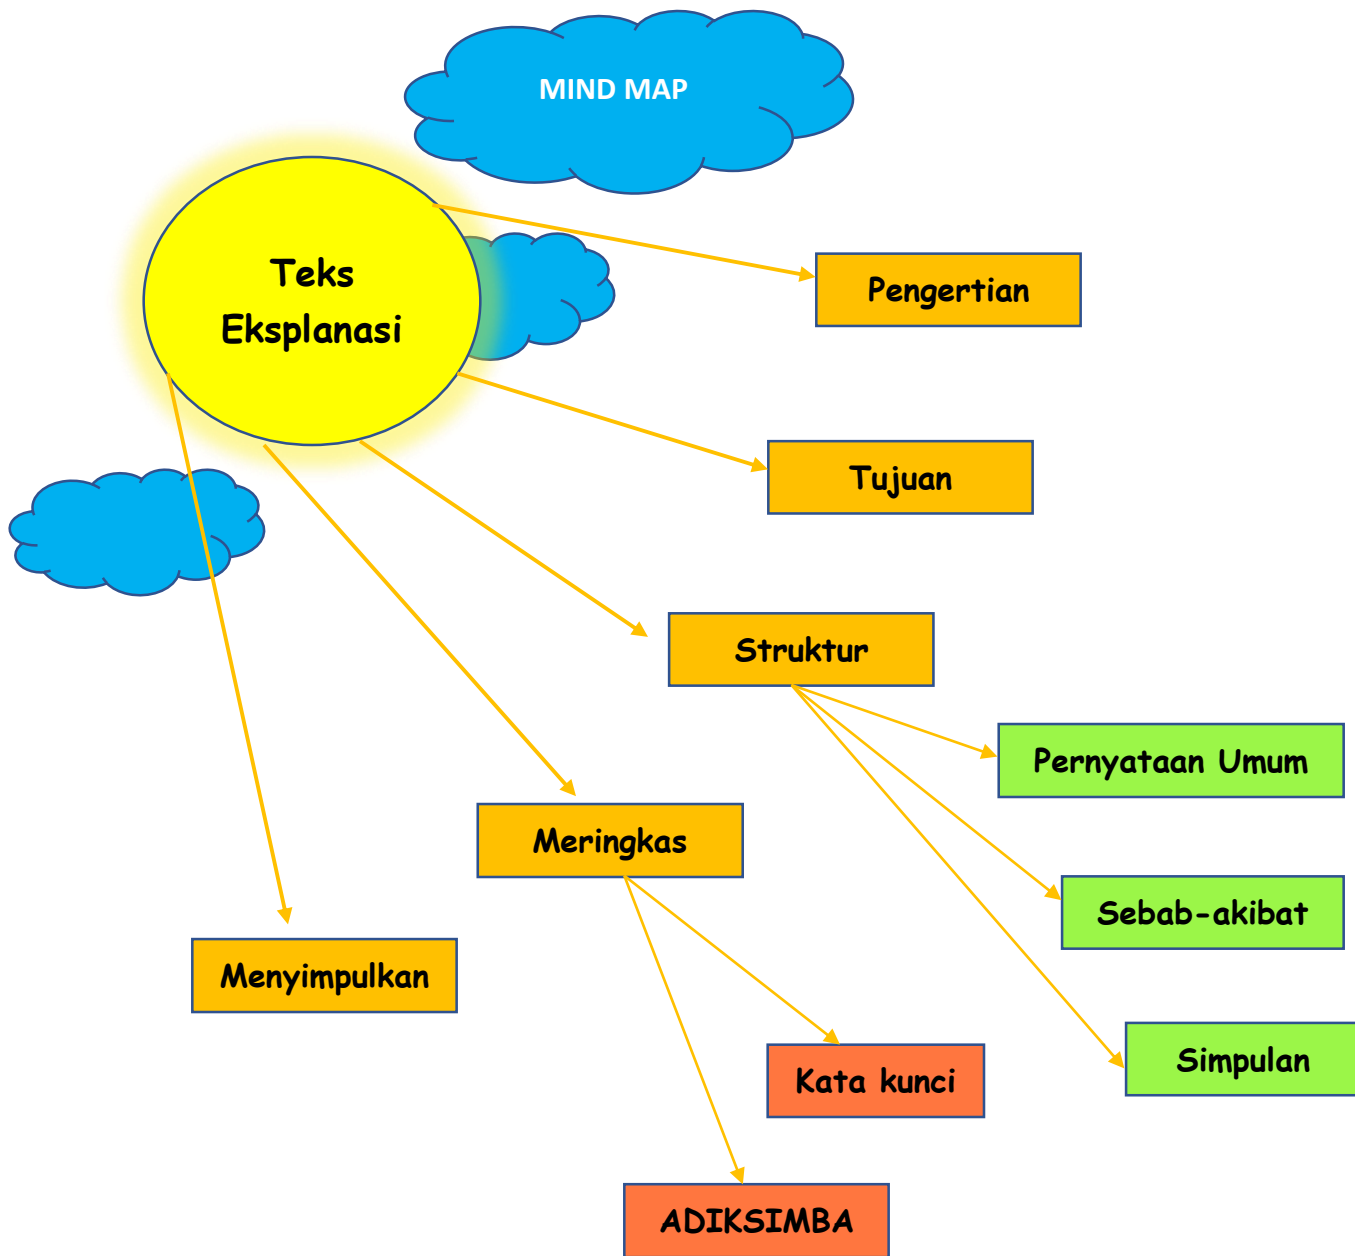 MIND MAP
Teks
Eksplanasi
Pengertian
Tujuan
Struktur
Pernyataan Umum
Meringkas
Sebab-akibat
Menyimpulkan
Simpulan
Kata kunci
ADIKSIMBA